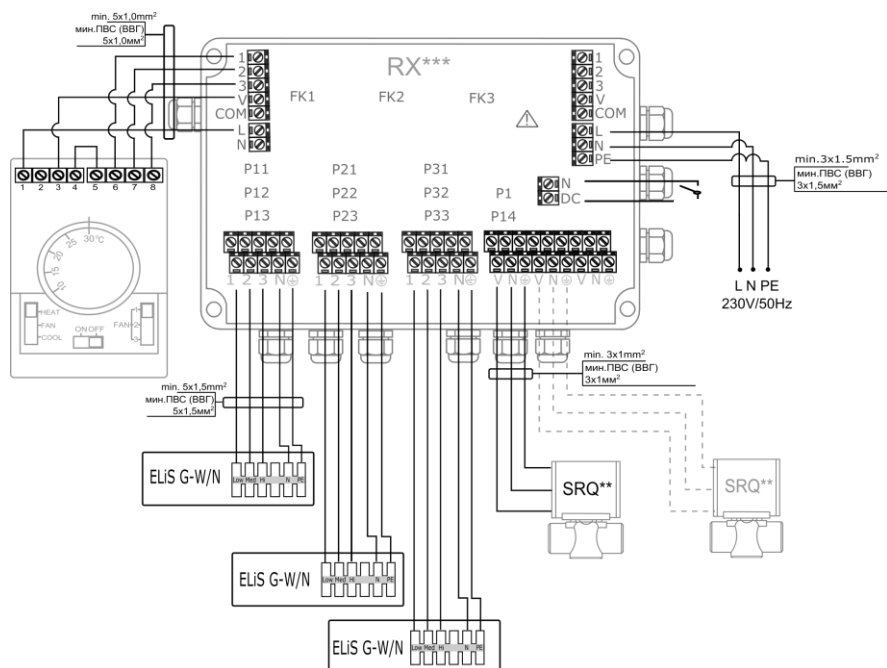 min. 5x1,0mm²
мин.ПВС (ВВГ)
5x1,0мм²
RX***
FK1
FK2
FK3
1
2
3
V
COM
L
N
1
2
3
V
COM
L
N
PE
N
DC
P11
P12
P13
P21
P22
P23
P31
P32
P33
P1
P14
1 2 3 N
1 2 3 N
1 2 3 N
V N V N V N
1 2 3 4 5 6 7 8
10 15 20 25 30°C
HEAT
FAN
COOL
ON OFF
FAN
1
2
3
min.3x1.5mm²
мин.ПВС (ВВГ)
3x1,5мм²
L N PE
230V/50Hz
min. 3x1mm²
мин.ПВС (ВВГ)
3x1мм²
min. 5x1,5mm²
мин.ПВС (ВВГ)
5x1,5мм²
ELiS G-W/N
Low Med Hi N PE
SRQ**
SRQ**
ELiS G-W/N
Low Med Hi N PE
ELiS G-W/N
Low Med Hi N PE